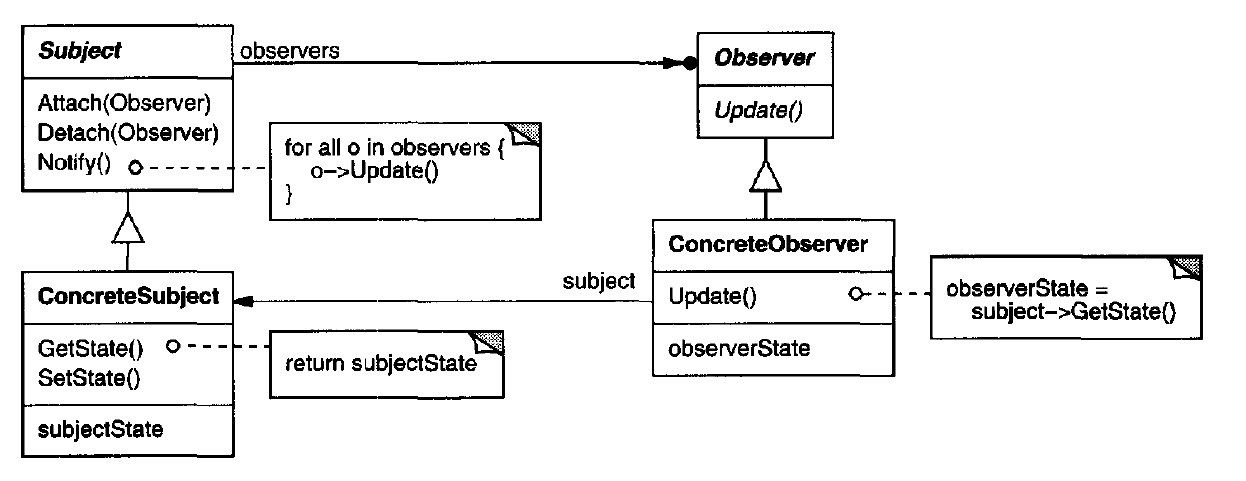 Subject
Attach(Observer)
Detach(Observer)
Notify()
observers
Observer
Update()
for all o in observers {
o->Update()
}
ConcreteSubject
GetState()
SetState()
subjectState
return subjectState
subject
ConcreteObserver
Update()
observerState
observerState =
subject->GetState()